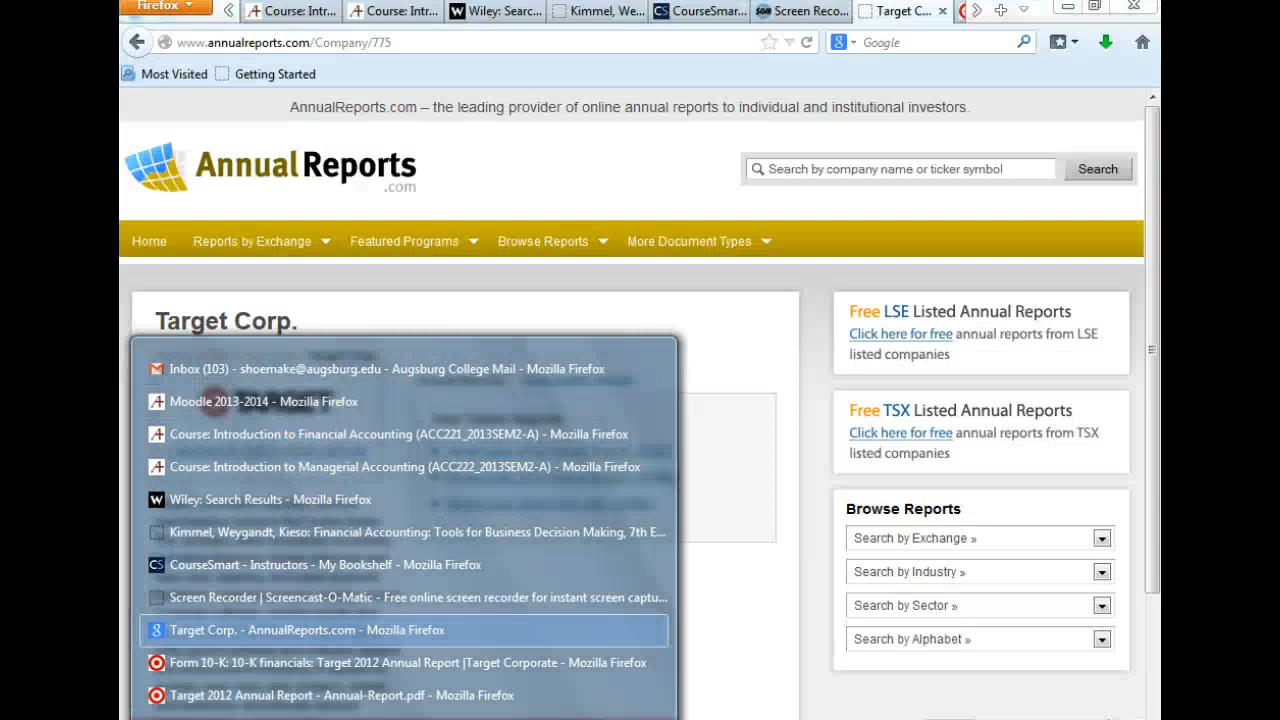 Firefox
Course: Intr...
Course: Intr...
Wiley: Searc...
Kimmel, We...
CourseSmar...
Screen Reco...
Target C...
www.annualreports.com/Company/775
Google
Most Visited
Getting Started
AnnualReports.com – the leading provider of online annual reports to individual and institutional investors.
AnnualReports
.com
Search by company name or ticker symbol
Search
Home
Reports by Exchange
Featured Programs
Browse Reports
More Document Types
Target Corp.
Inbox (103) - shoemake@augsburg.edu - Augsburg College Mail - Mozilla Firefox
Moodle 2013-2014 - Mozilla Firefox
Course: Introduction to Financial Accounting (ACC221_2013SEM2-A) - Mozilla Firefox
Course: Introduction to Managerial Accounting (ACC222_2013SEM2-A) - Mozilla Firefox
Wiley: Search Results - Mozilla Firefox
Kimmel, Weygandt, Kieso: Financial Accounting: Tools for Business Decision Making, 7th E...
CourseSmart - Instructors - My Bookshelf - Mozilla Firefox
Screen Recorder | Screencast-O-Matic - Free online screen recorder for instant screen captu...
Target Corp. - AnnualReports.com - Mozilla Firefox
Form 10-K: 10-K financials: Target 2012 Annual Report |Target Corporate - Mozilla Firefox
Target 2012 Annual Report - Annual-Report.pdf - Mozilla Firefox
Free LSE Listed Annual Reports
Click here for free annual reports from LSE
listed companies
Free TSX Listed Annual Reports
Click here for free annual reports from TSX
listed companies
Browse Reports
Search by Exchange »
Search by Industry »
Search by Sector »
Search by Alphabet »